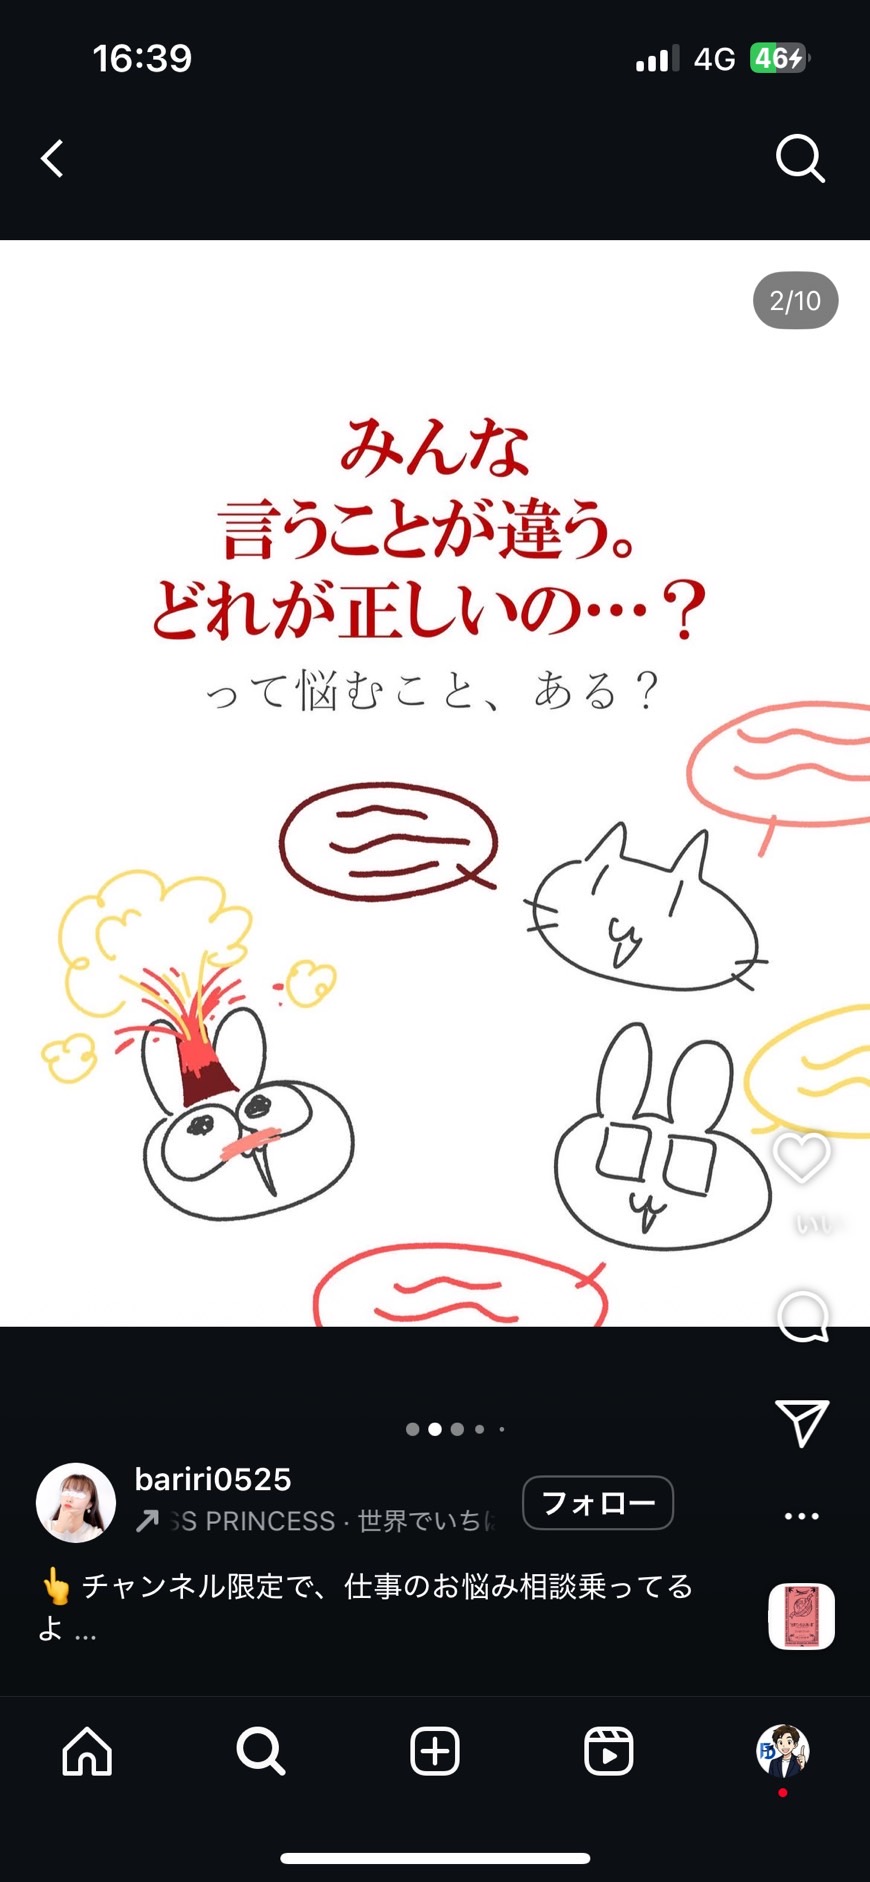 16:39
4G
46
2/10
みんな
言うことが違う。
どれが正しいの…？
って悩むこと、ある？
いい
bariri0525
フォロー
SS PRINCESS · 世界でいちに
👆 チャンネル限定で、仕事のお悩み相談乗ってる
よ ...